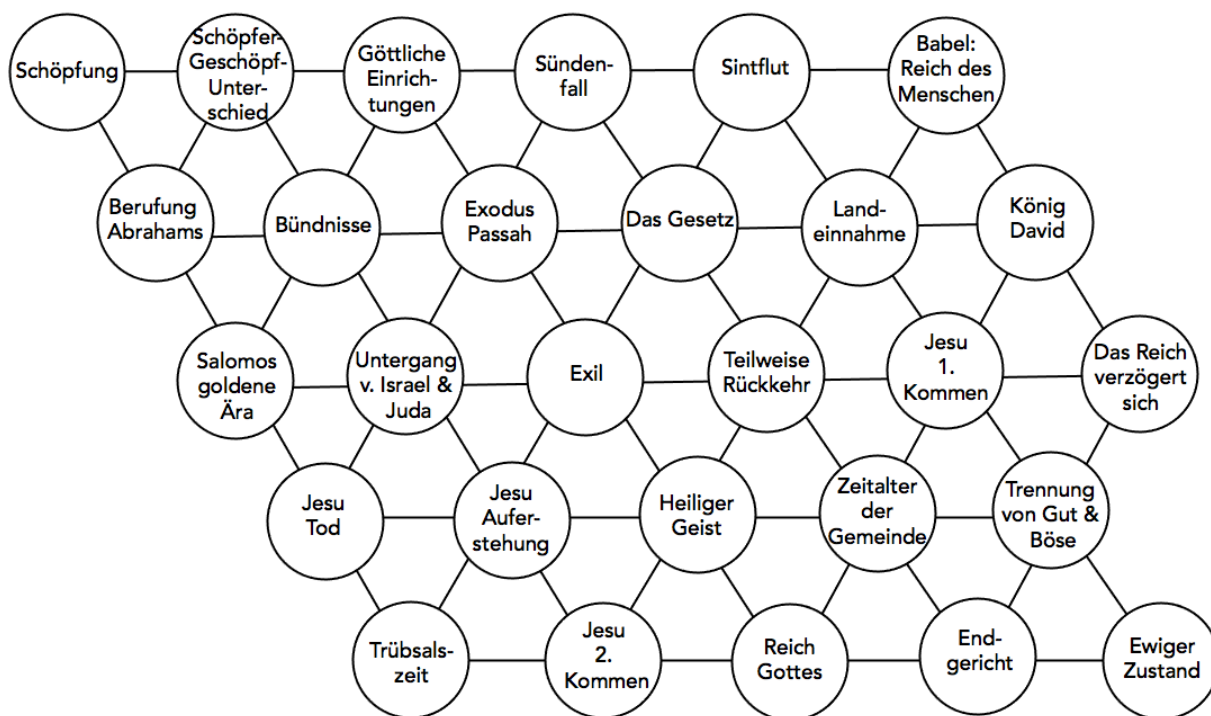 Schöpfung
Schöpfer-
Geschöpf-
Unter-
schied
Göttliche
Einrich-
tungen
Sünden-
fall
Sintflut
Babel:
Reich des
Menschen
Berufung
Abrahams
Bündnisse
Exodus
Passah
Das Gesetz
Land-
einnahme
König
David
Salomos
goldene
Ära
Untergang
v. Israel &
Juda
Exil
Teilweise
Rückkehr
Jesu
1.
Kommen
Das Reich
verzögert
sich
Jesu
Tod
Jesu
Aufer-
stehung
Heiliger
Geist
Zeitalter
der
Gemeinde
Trennung
von Gut &
Böse
Trübsals-
zeit
Jesu
2.
Kommen
Reich
Gottes
End-
gericht
Ewiger
Zustand